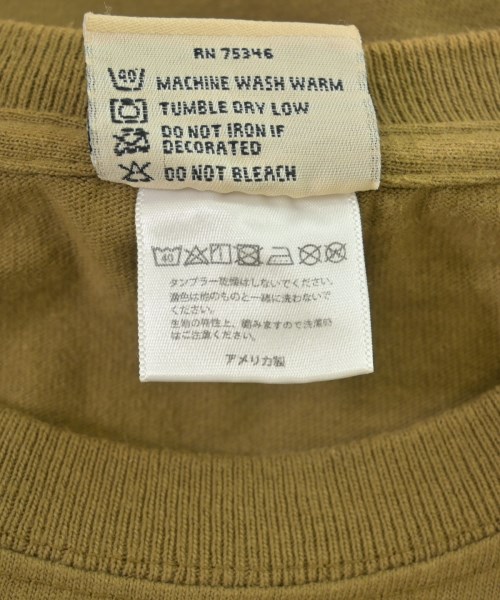 RN 75346
40 MACHINE WASH WARM
TUMBLE DRY LOW
DO NOT IRON IF
DECORATED
DO NOT BLEACH
40
タンブラー乾燥はしないでください。
濃色は他のものと一緒に洗わないで
ください。
生地の特性上、縮みますので洗濯時
はご注意ください。
アメリカ製